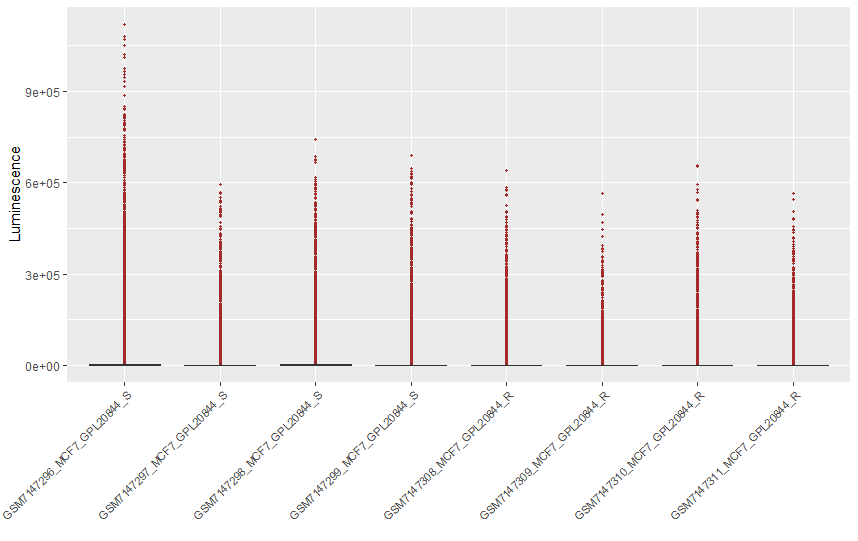 Luminescence
9e+05
6e+05
3e+05
0e+00
GSM7147296_MCF7_GPL20844_S
GSM7147297_MCF7_GPL20844_S
GSM7147298_MCF7_GPL20844_S
GSM7147299_MCF7_GPL20844_S
GSM7147308_MCF7_GPL20844_R
GSM7147309_MCF7_GPL20844_R
GSM7147310_MCF7_GPL20844_R
GSM7147311_MCF7_GPL20844_R